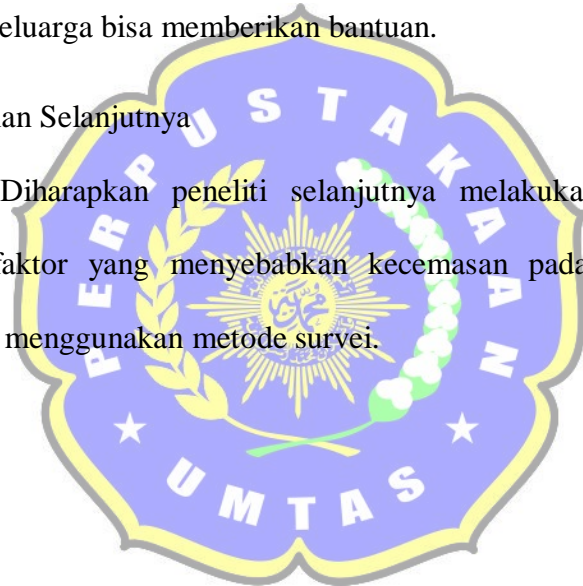 eluarga bisa memberikan bantuan.
an Selanjutnya
Diharapkan peneliti selanjutnya melakuka
faktor yang menyebabkan kecemasan pada
menggunakan metode survei.
PERPUSTAKAAN
UMTAS